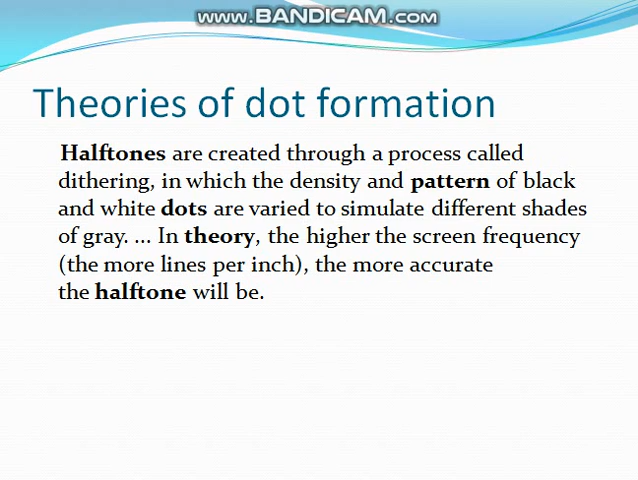 www.BANDICAM.com
Theories of dot formation
Halftones are created through a process called
dithering, in which the density and pattern of black
and white dots are varied to simulate different shades
of gray. ... In theory, the higher the screen frequency
(the more lines per inch), the more accurate
the halftone will be.